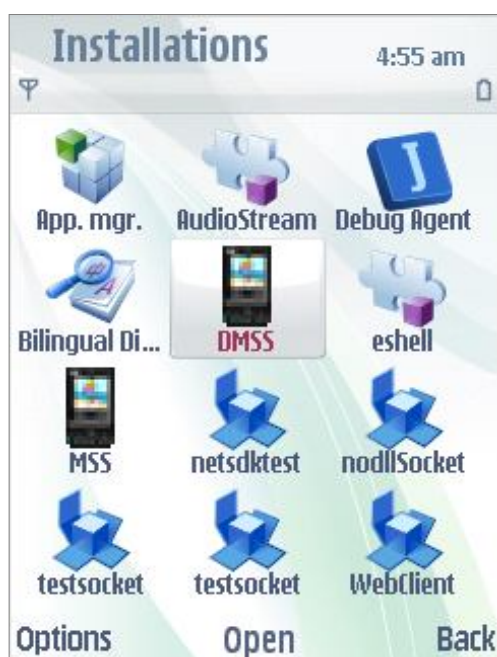 Installations
4:55 am
App. mgr.
AudioStream
Debug Agent
Bilingual Di...
DMSS
eshell
MSS
netsdktest
nodllSocket
testsocket
testsocket
WebClient
Options
Open
Back